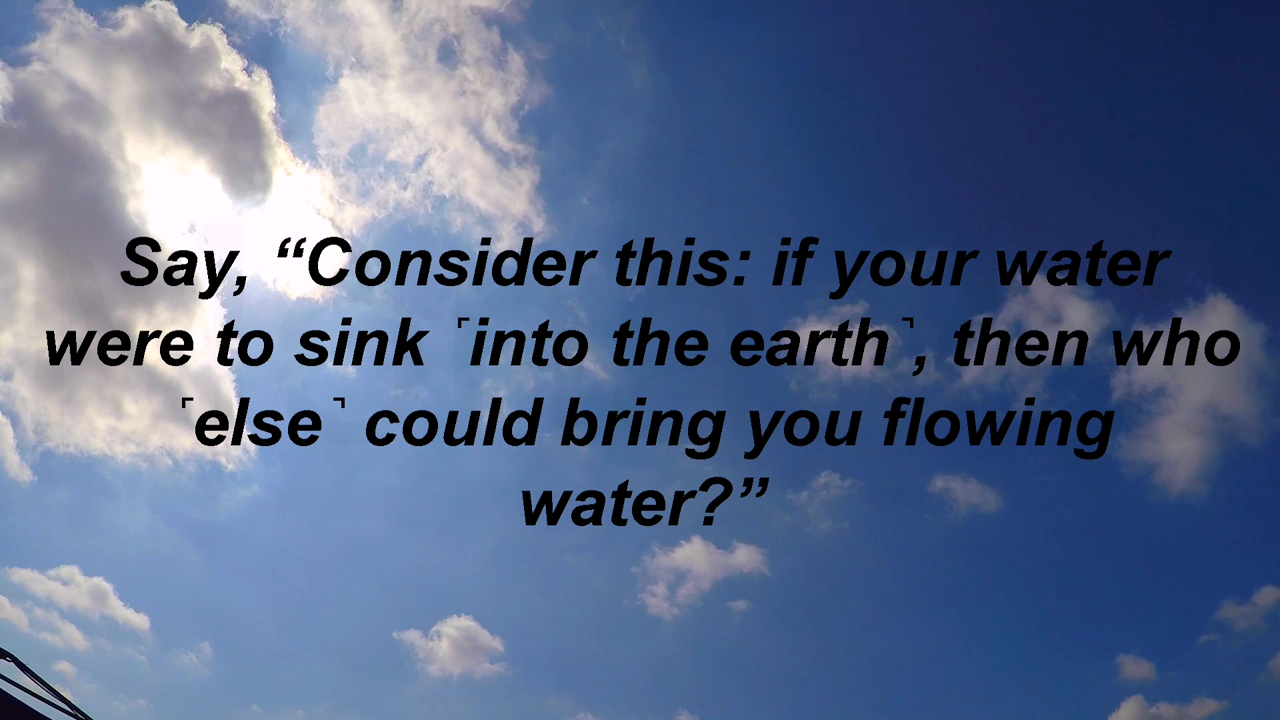 Say, “Consider this: if your water
were to sink ˹into the earth˺, then who
˹else˺ could bring you flowing
water?”